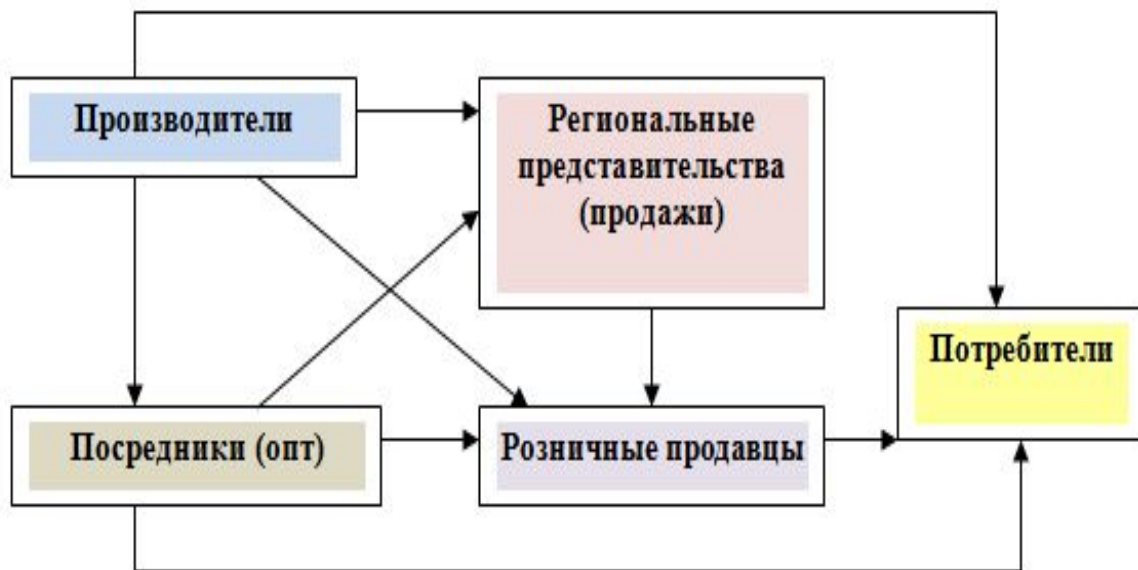 Производители
Региональные
представительства
(продажи)
Потребители
Посредники (опт)
Розничные продавцы